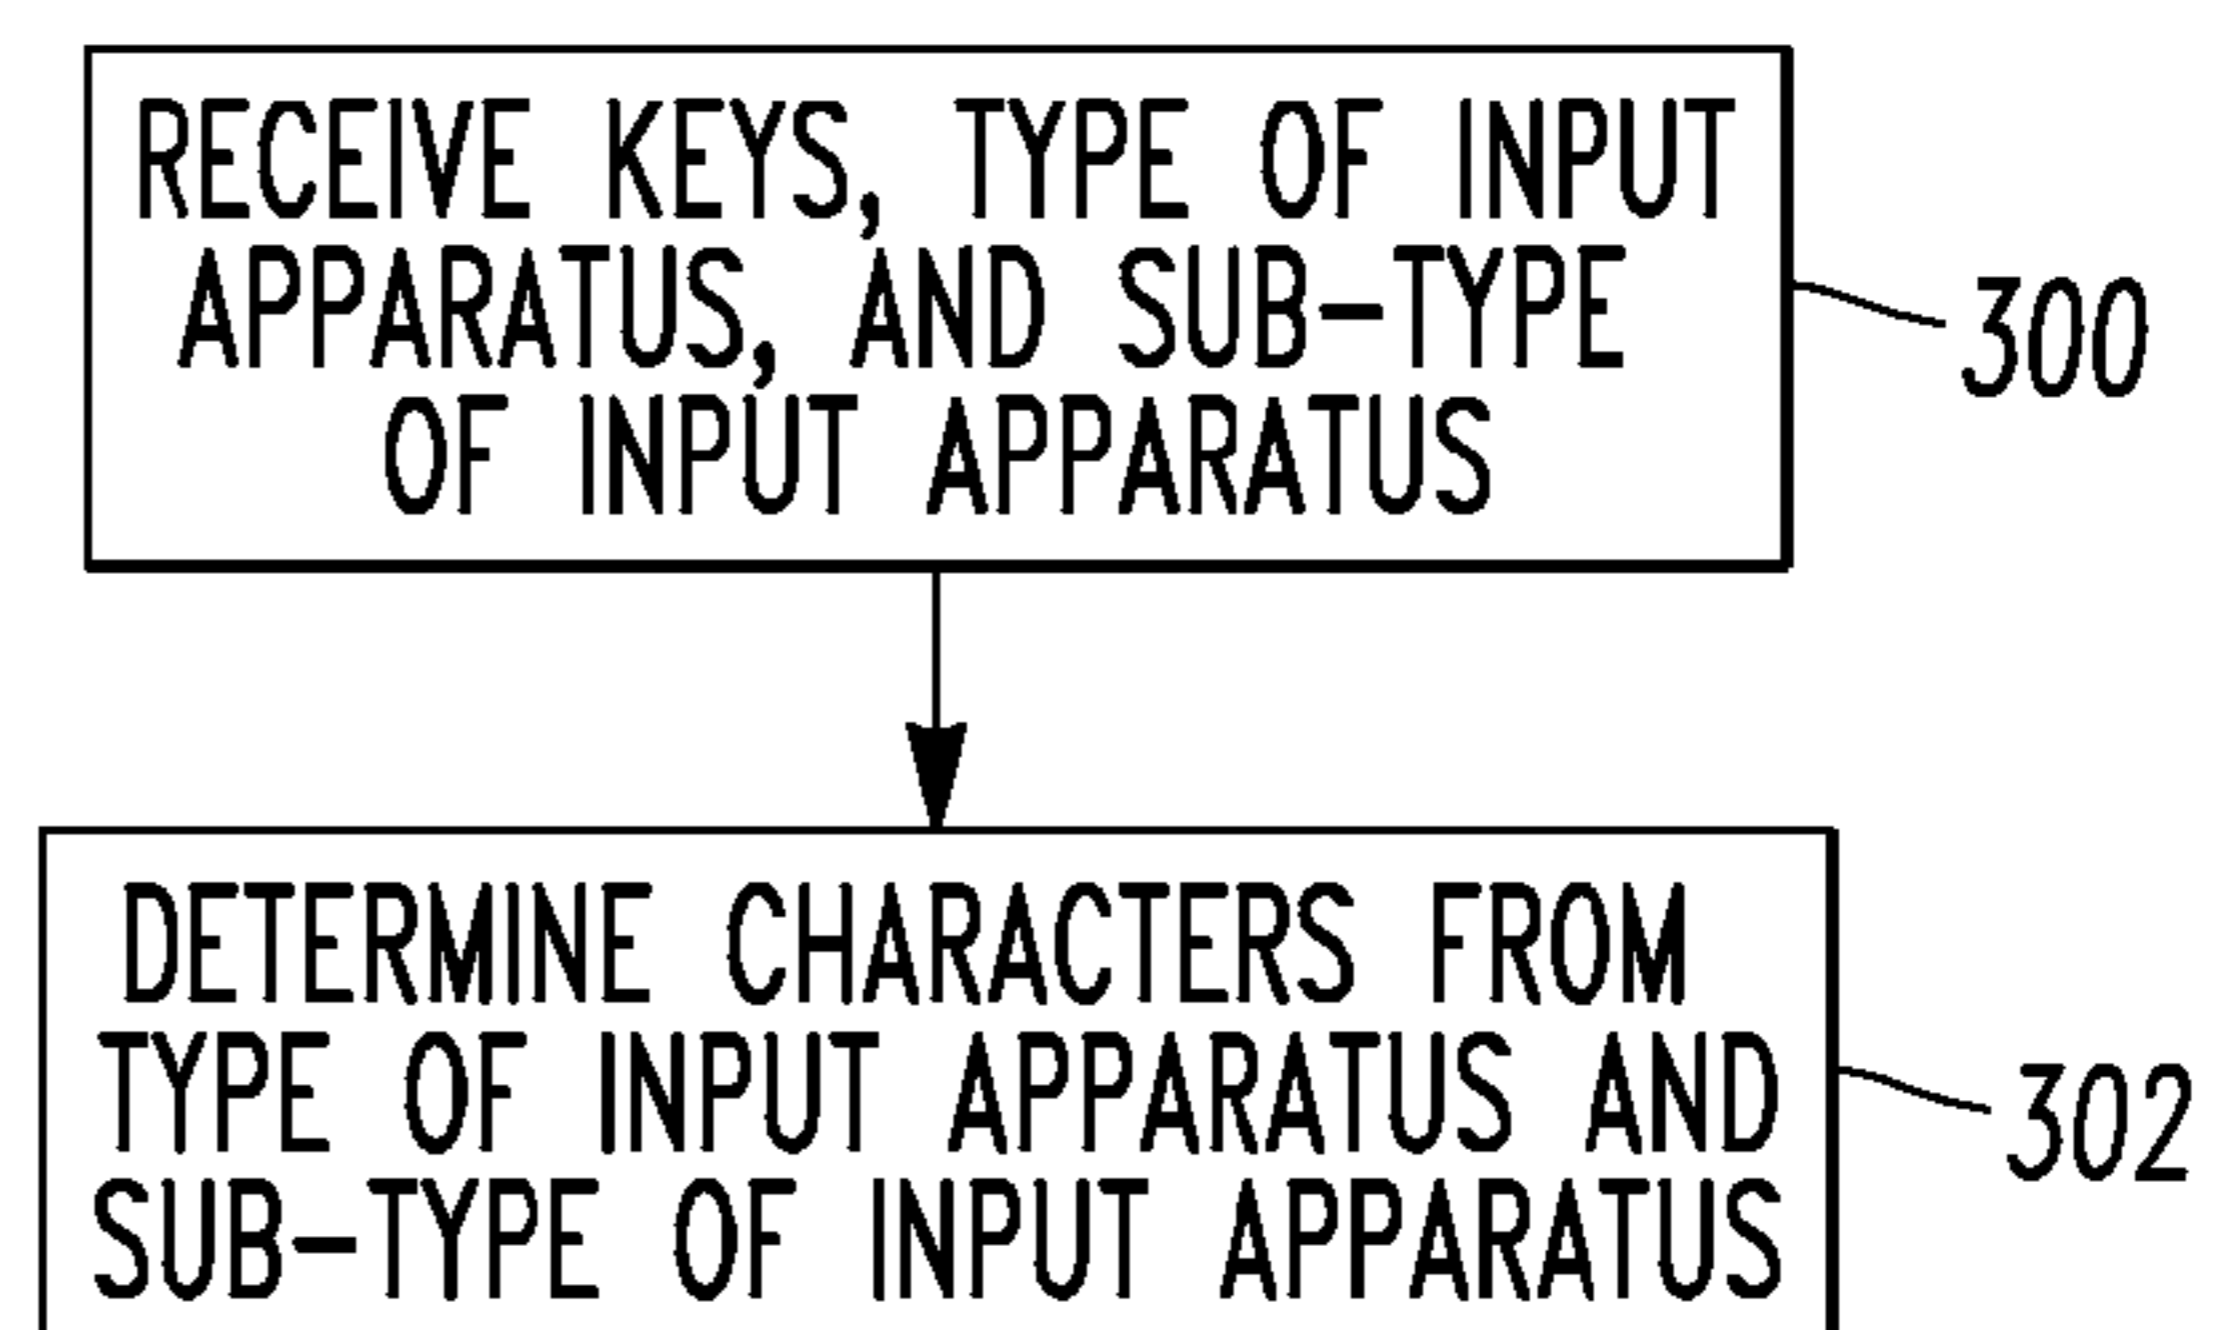 RECEIVE KEYS, TYPE OF INPUT
APPARATUS, AND SUB-TYPE
OF INPUT APPARATUS
300
DETERMINE CHARACTERS FROM
TYPE OF INPUT APPARATUS AND
SUB-TYPE OF INPUT APPARATUS
302